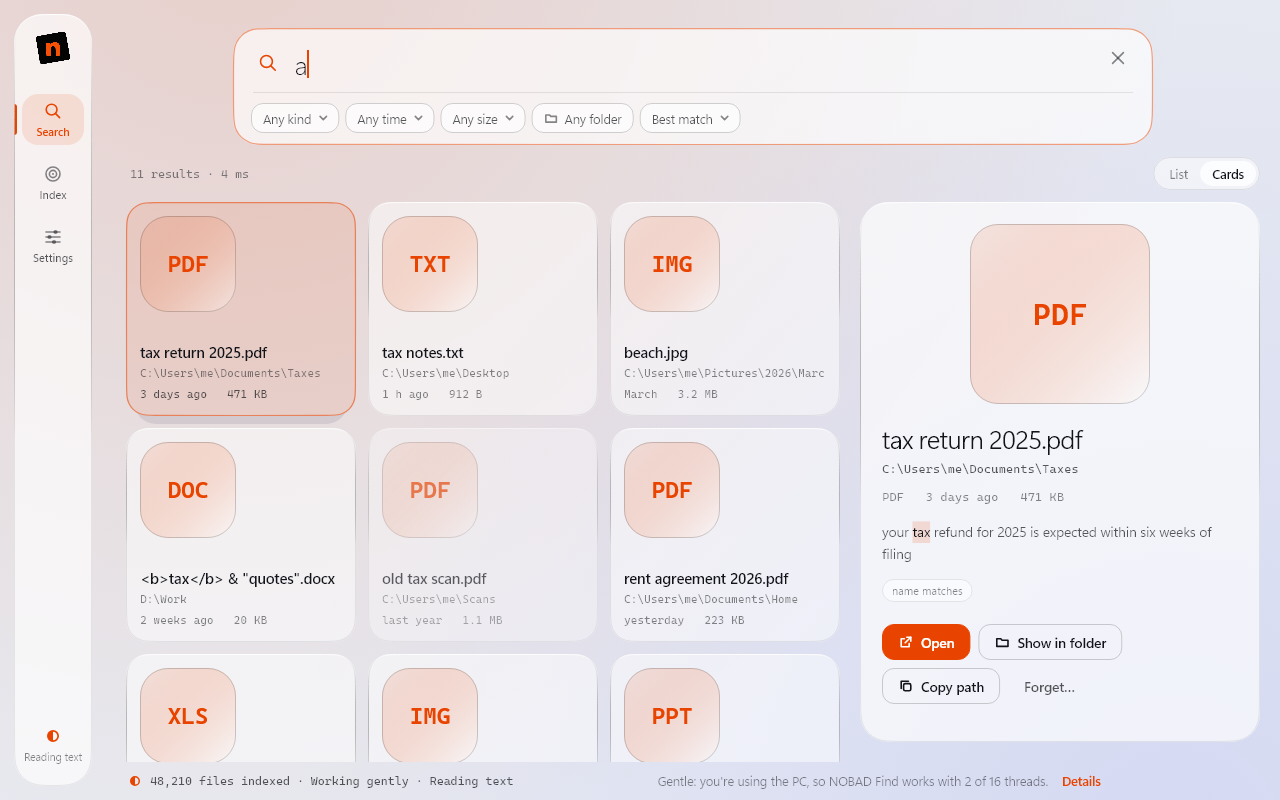 n
a
Search
Any kind
Any time
Any size
Any folder
Best match
Index
Settings
11 results · 4 ms
List
Cards
PDF
tax return 2025.pdf
C:\Users\me\Documents\Taxes
3 days ago 471 KB
TXT
tax notes.txt
C:\Users\me\Desktop
1 h ago 912 B
IMG
beach.jpg
C:\Users\me\Pictures\2026\Marc
March 3.2 MB
DOC
<b>tax</b> & "quotes".docx
D:\Work
2 weeks ago 20 KB
PDF
old tax scan.pdf
C:\Users\me\Scans
last year 1.1 MB
PDF
rent agreement 2026.pdf
C:\Users\me\Documents\Home
yesterday 223 KB
XLS
IMG
PPT
PDF
tax return 2025.pdf
C:\Users\me\Documents\Taxes
PDF 3 days ago 471 KB
your tax refund for 2025 is expected within six weeks of
filing
name matches
Open
Show in folder
Copy path
Forget...
Reading text
48,210 files indexed · Working gently · Reading text
Gentle: you're using the PC, so NOBAD Find works with 2 of 16 threads.
Details